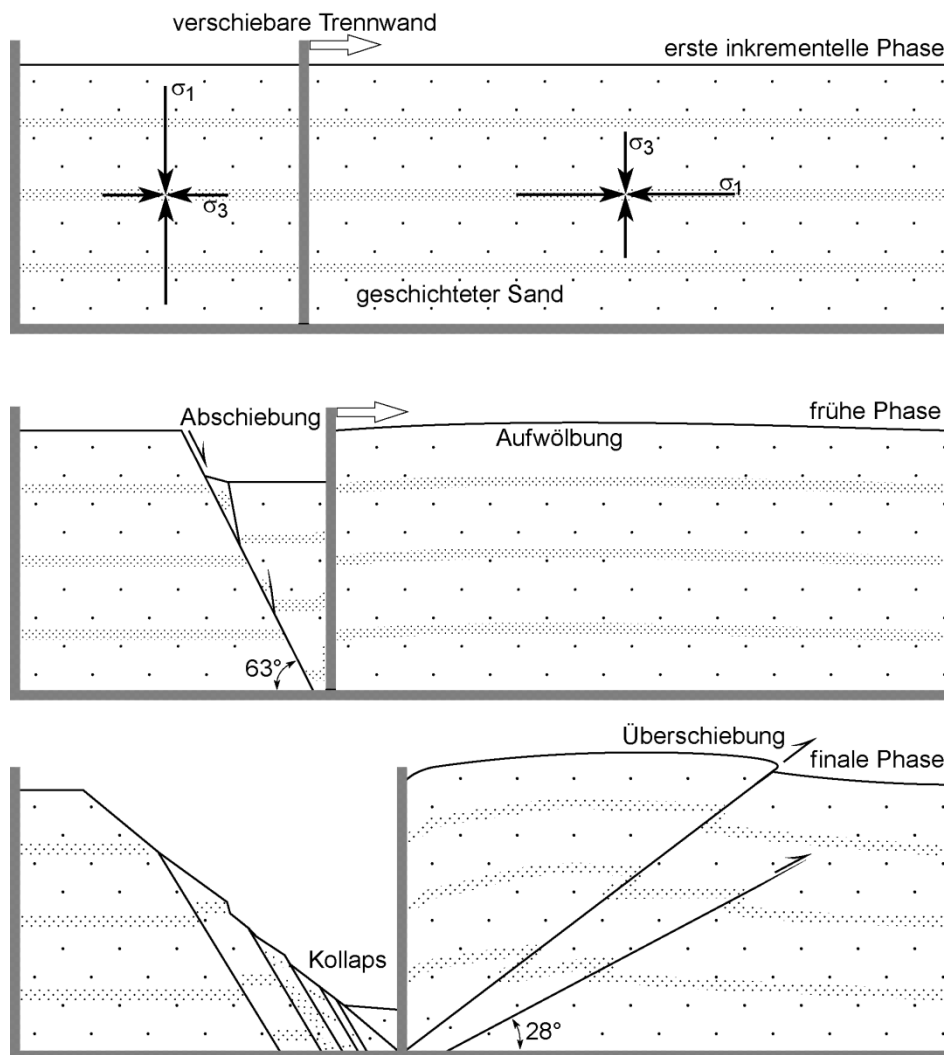 verschiebbare Trennwand
erste inkrementelle Phase
σ1
σ3
σ3
σ1
geschichteter Sand
Abschiebung
frühe Phase
Aufwölbung
63°
Überschiebung
finale Phase
Kollaps
28°